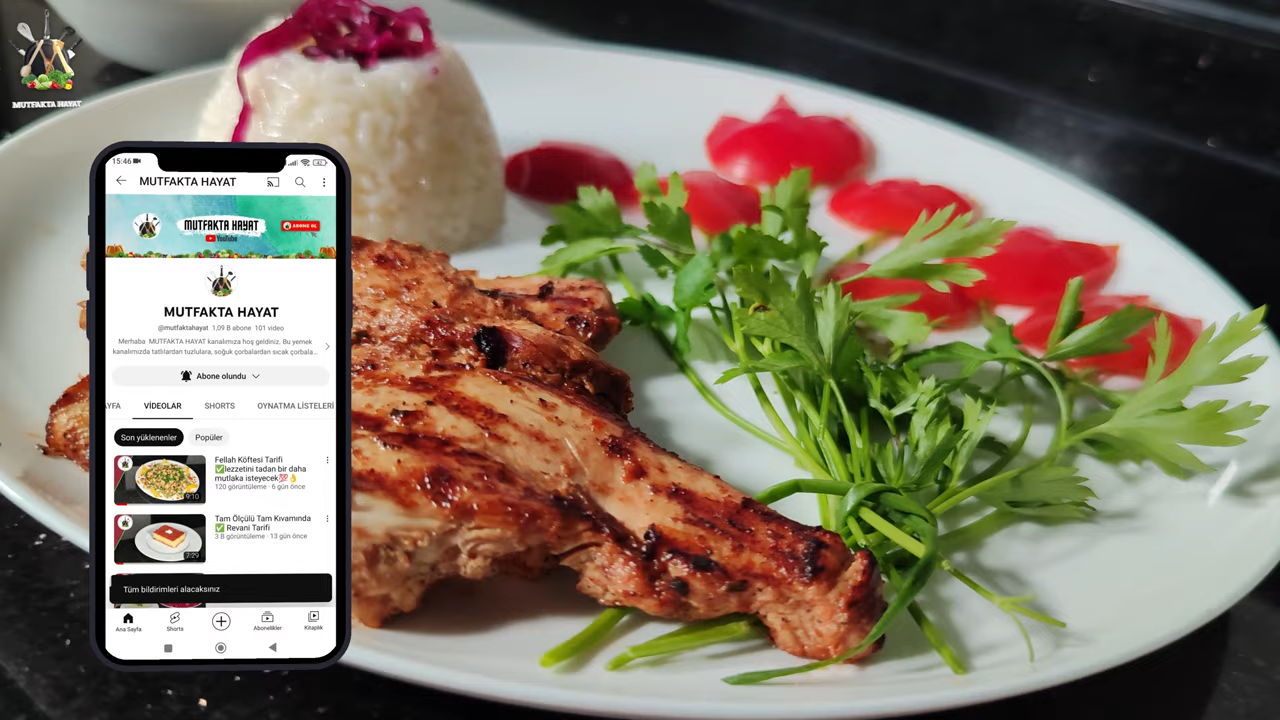 MUTFAKTA HAYAT
15:46
42
MUTFAKTA HAYAT
MUTFAKTA HAYAT
YouTube
ABONE OL
MUTFAKTA HAYAT
@mutfaktahayat 1,09 B abone 101 video
Merhaba MUTFAKTA HAYAT kanalımıza hoş geldiniz. Bu yemek
kanalımızda tatlılardan tuzlulara, soğuk çorbalardan sıcak çorbala...
Abone olundu
AYFA VİDEOLAR SHORTS OYNATMA LİSTELERİ
Son yüklenenler Popüler
Fellah Köftesi Tarifi
✅lezzetini tadan bir daha
mutlaka isteyecek💯👌
120 görüntüleme · 6 gün önce
9:10
Tam Ölçülü Tam Kıvamında
✅ Revani Tarifi
3 B görüntüleme · 13 gün önce
7:29
Tüm bildirimleri alacaksınız
Ana Sayfa Shorts Abonelikler Kitaplık